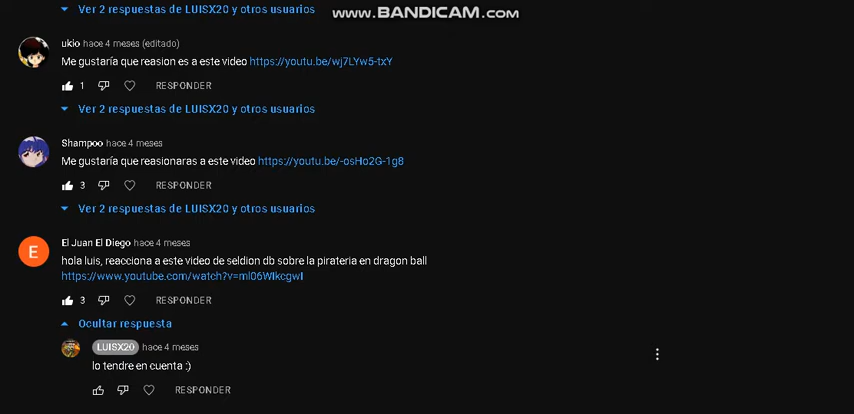 Ver 2 respuestas de LUISX20 y otros usuarios
www.BANDICAM.com
ukio hace 4 meses (editado)
Me gustaría que reasion es a este video https://youtu.be/wj7LYw5-txY
1 RESPONDER
Ver 2 respuestas de LUISX20 y otros usuarios
Shampoo hace 4 meses
Me gustaría que reasionaras a este video https://youtu.be/-osHo2G-1g8
3 RESPONDER
Ver 2 respuestas de LUISX20 y otros usuarios
E
El Juan El Diego hace 4 meses
hola luis, reacciona a este video de seldion db sobre la pirateria en dragon ball
https://www.youtube.com/watch?v=ml06WIkcgwI
3 RESPONDER
Ocultar respuesta
LUISX20 hace 4 meses
lo tendre en cuenta :)
RESPONDER